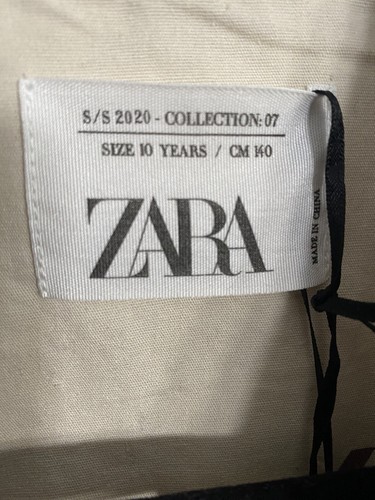 S/S 2020 - COLLECTION: 07
SIZE 10 YEARS / CM 140
ZARA
MADE IN CHINA